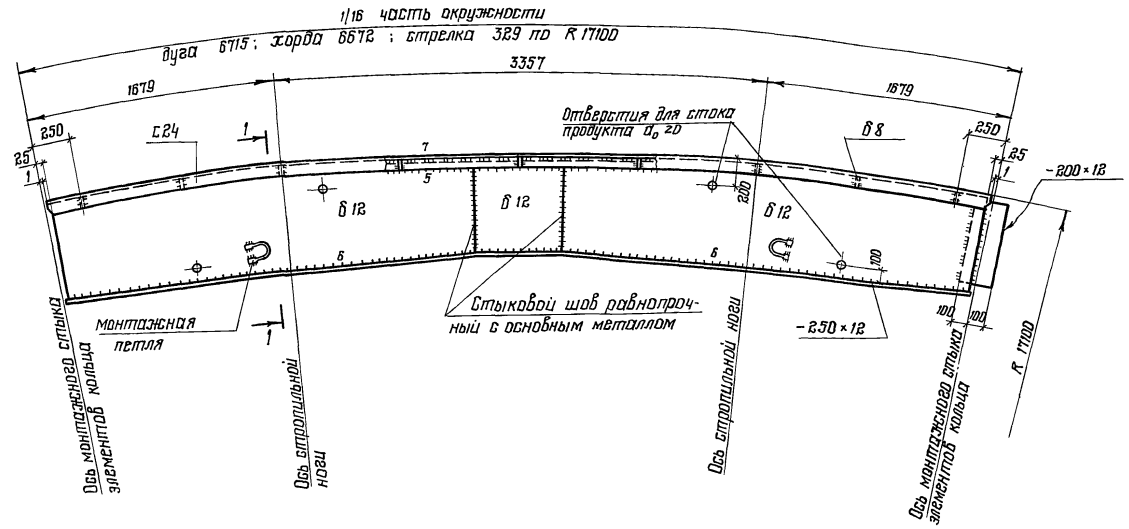 1/16 часть окружности
дуга 6715; хорда 6672 ; стрелка 329 по R 17100
1679
3357
1679
250
25
1
С 24
1
7
5
Отверстия для стока
продукта d₀ 20
δ 8
250
25
1
-200×12
200
δ 12
δ 12
δ 12
6
6
100
монтажная
петля
1
Стыковой шов равнопроч-
ный с основным металлом
-250×12
100
100
R 17100
Ось монтажного стыка
элементов кольца
Ось стропильной
ноги
Ось стропильной ноги
Ось монтажного стыка
элементов кольца